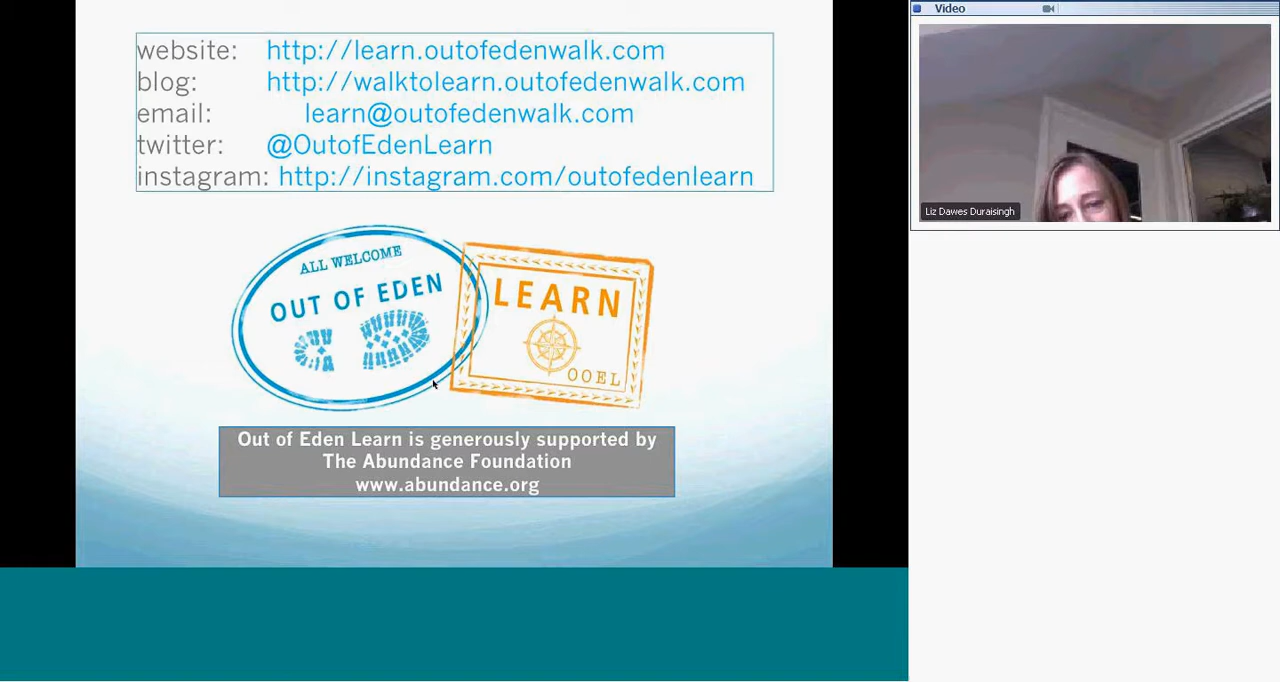 website: http://learn.outofedenwalk.com
blog: http://walktolearn.outofedenwalk.com
email: learn@outofedenwalk.com
twitter: @OutofEdenLearn
instagram: http://instagram.com/outofedenlearn
ALL WELCOME
OUT OF EDEN
LEARN
OOEL
Out of Eden Learn is generously supported by
The Abundance Foundation
www.abundance.org
Video
Liz Dawes Duraisingh